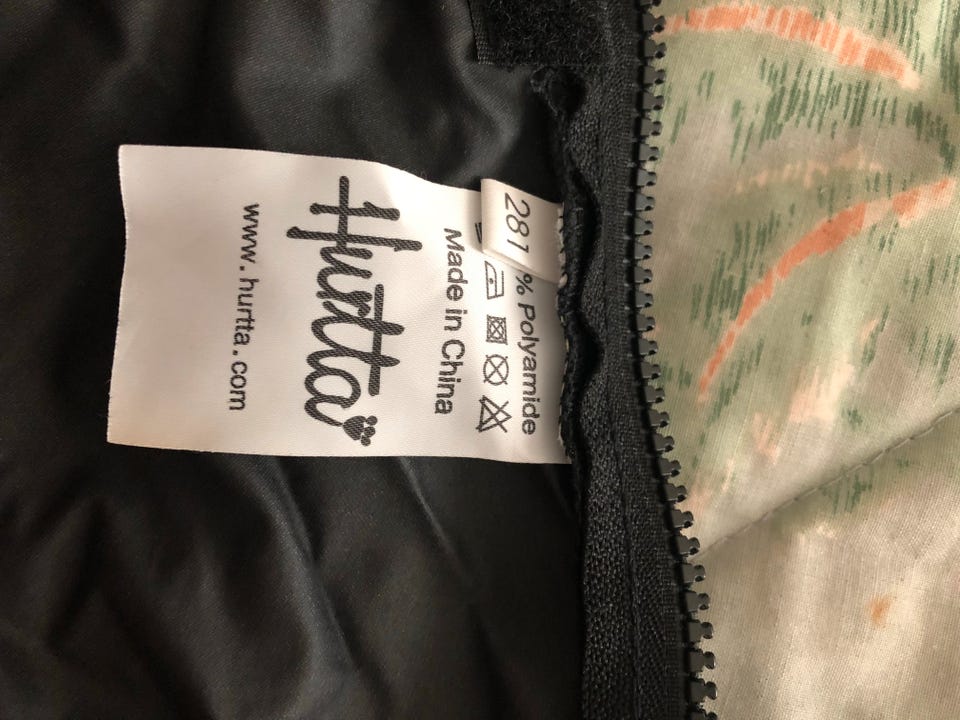 281
% Polyamide
Made in China
Hurtta
www.hurtta.com